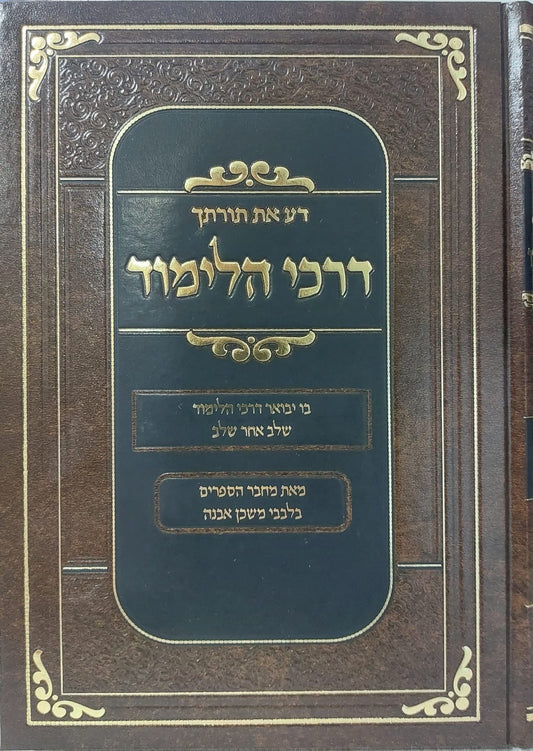 דע את תורתך
דרכי הלימוד
בו יבואר דרכי הלימוד
שלב אחר שלב
מאת מחבר הספרים
בלבבי משכן אבנה